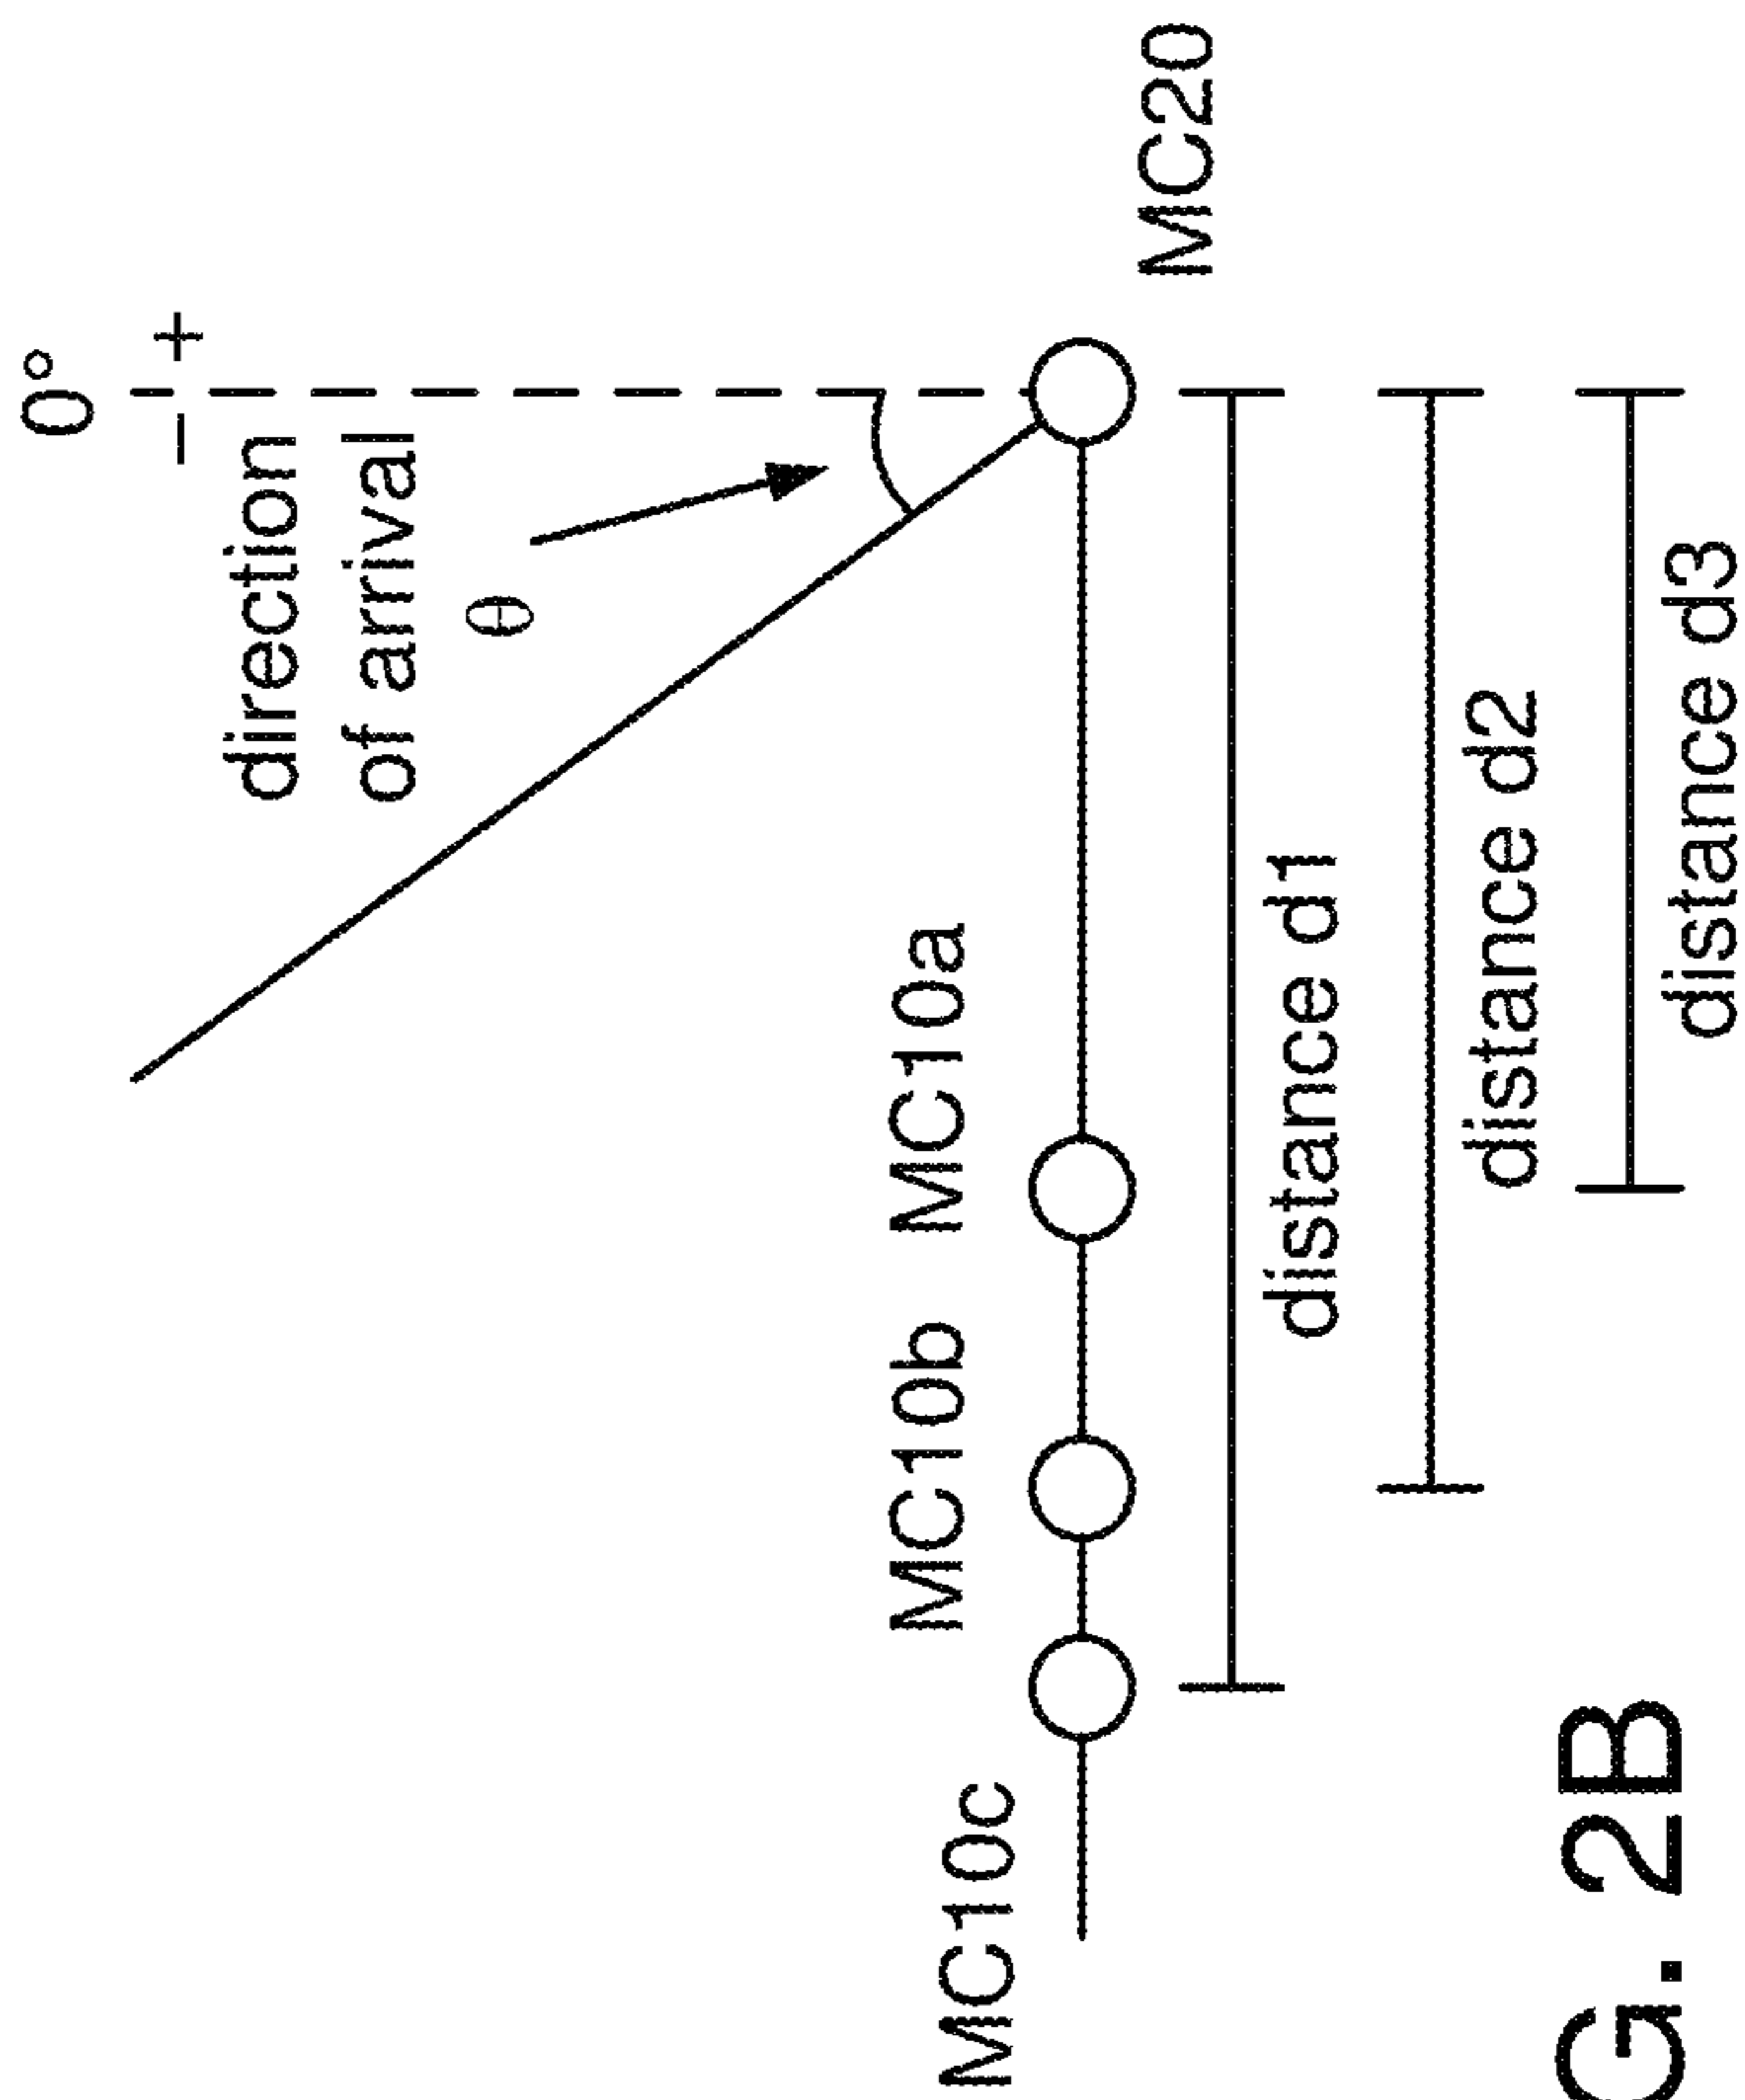 0°
− +
direction
of arrival
θ
MC10c
MC10b
MC10a
MC20
distance d1
distance d2
distance d3
G. 2B